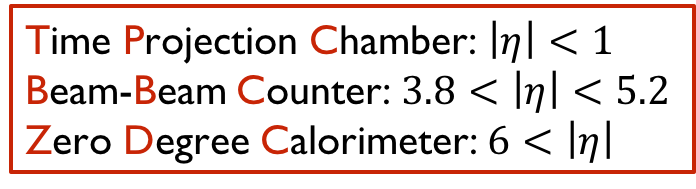 Time Projection Chamber: |η| < 1
Beam-Beam Counter: 3.8 < |η| < 5.2
Zero Degree Calorimeter: 6 < |η|